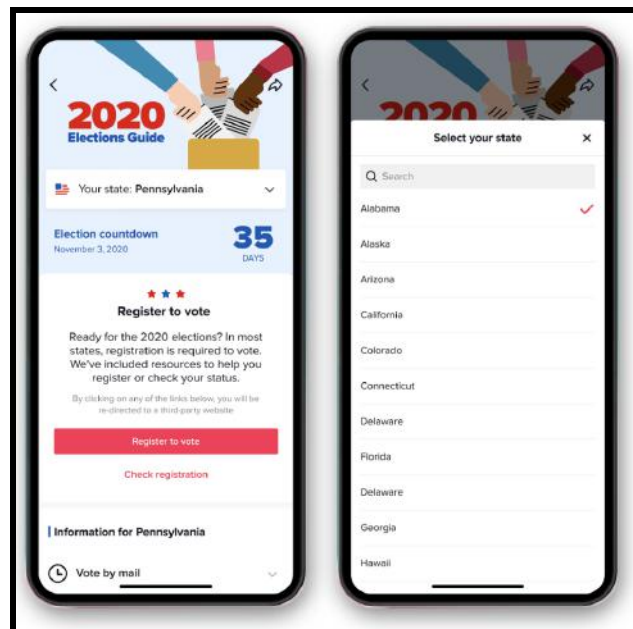 2020
Elections Guide
Your state: Pennsylvania
Election countdown
November 3, 2020
35
DAYS
Register to vote
Ready for the 2020 elections? In most
states, registration is required to vote.
We've included resources to help you
register or check your status.
By clicking on any of the links below, you will be
re-directed to a third-party website
Register to vote
Check registration
Information for Pennsylvania
Vote by mail
2020
Select your state
Search
Alabama
Alaska
Arizona
California
Colorado
Connecticut
Delaware
Florida
Delaware
Georgia
Hawaii